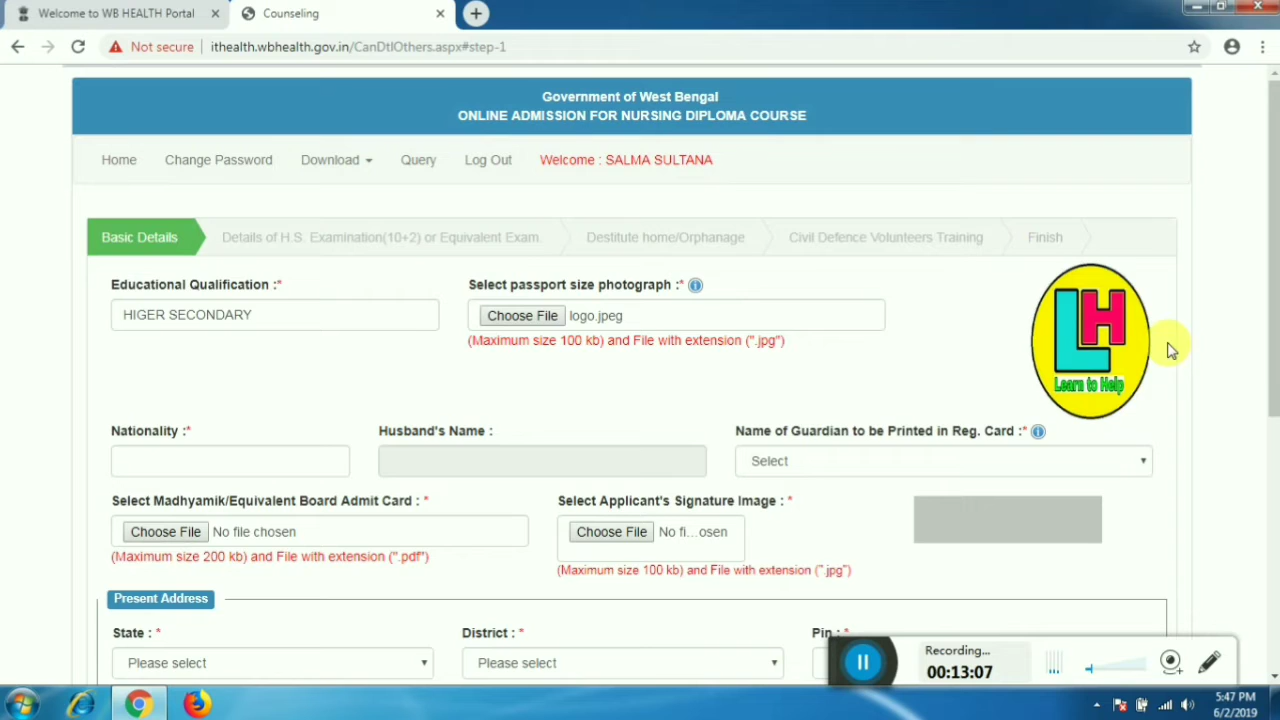 Welcome to WB HEALTH Portal
Counseling
Not secure ithealth.wbhealth.gov.in/CanDtlOthers.aspx#step-1
Government of West Bengal
ONLINE ADMISSION FOR NURSING DIPLOMA COURSE
Home Change Password Download Query Log Out Welcome : SALMA SULTANA
Basic Details Details of H.S. Examination(10+2) or Equivalent Exam. Destitute home/Orphanage Civil Defence Volunteers Training Finish
Educational Qualification :* Select passport size photograph :*
HIGER SECONDARY Choose File logo.jpeg
(Maximum size 100 kb) and File with extension (".jpg")
LH
Learn to Help
Nationality :* Husband's Name : Name of Guardian to be Printed in Reg. Card :*
Select
Select Madhyamik/Equivalent Board Admit Card : * Select Applicant's Signature Image : *
Choose File No file chosen Choose File No fi...osen
(Maximum size 200 kb) and File with extension (".pdf")
(Maximum size 100 kb) and File with extension (".jpg")
Present Address
State : * District : * Pin : *
Please select Please select
Recording...
00:13:07
5:47 PM
6/2/2019